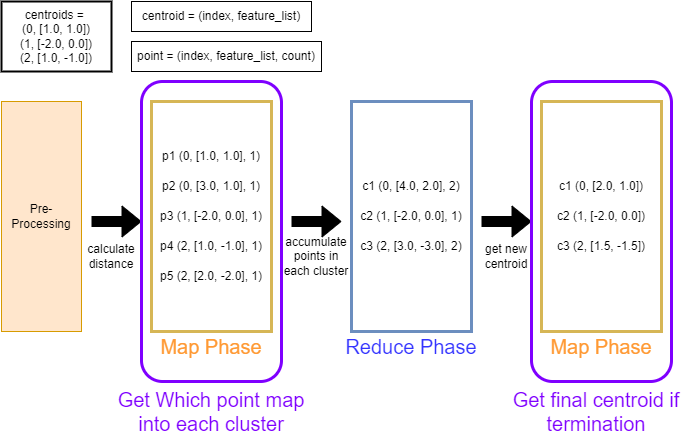 centroids =
(0, [1.0, 1.0])
(1, [-2.0, 0.0])
(2, [1.0, -1.0])
centroid = (index, feature_list)
point = (index, feature_list, count)
Pre-
Processing
calculate
distance
p1 (0, [1.0, 1.0], 1)
p2 (0, [3.0, 1.0], 1)
p3 (1, [-2.0, 0.0], 1)
p4 (2, [1.0, -1.0], 1)
p5 (2, [2.0, -2.0], 1)
Map Phase
Get Which point map
into each cluster
accumulate
points in
each cluster
c1 (0, [4.0, 2.0], 2)
c2 (1, [-2.0, 0.0], 1)
c3 (2, [3.0, -3.0], 2)
Reduce Phase
get new
centroid
c1 (0, [2.0, 1.0])
c2 (1, [-2.0, 0.0])
c3 (2, [1.5, -1.5])
Map Phase
Get final centroid if
termination